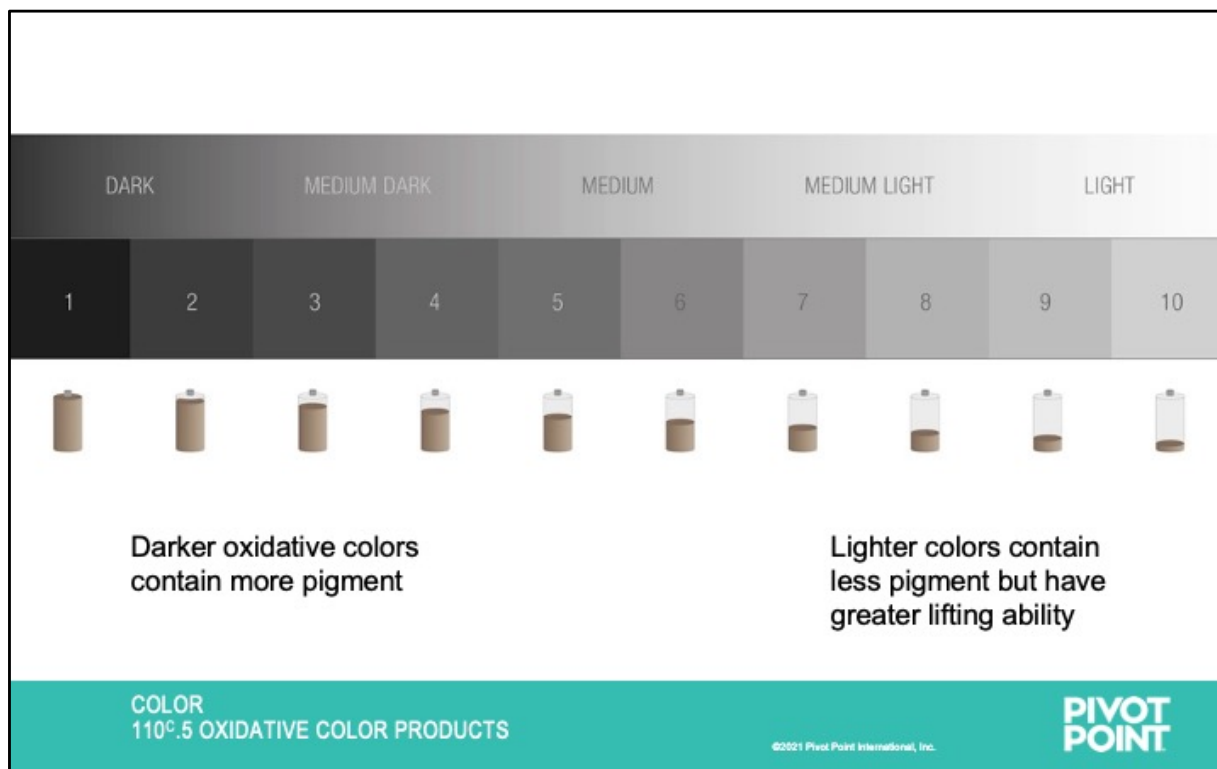 DARK MEDIUM DARK MEDIUM MEDIUM LIGHT LIGHT
1 2 3 4 5 6 7 8 9 10
Darker oxidative colors
contain more pigment
Lighter colors contain
less pigment but have
greater lifting ability
COLOR
110ᶜ.5 OXIDATIVE COLOR PRODUCTS
©2021 Pivot Point International, Inc.
PIVOT
POINT